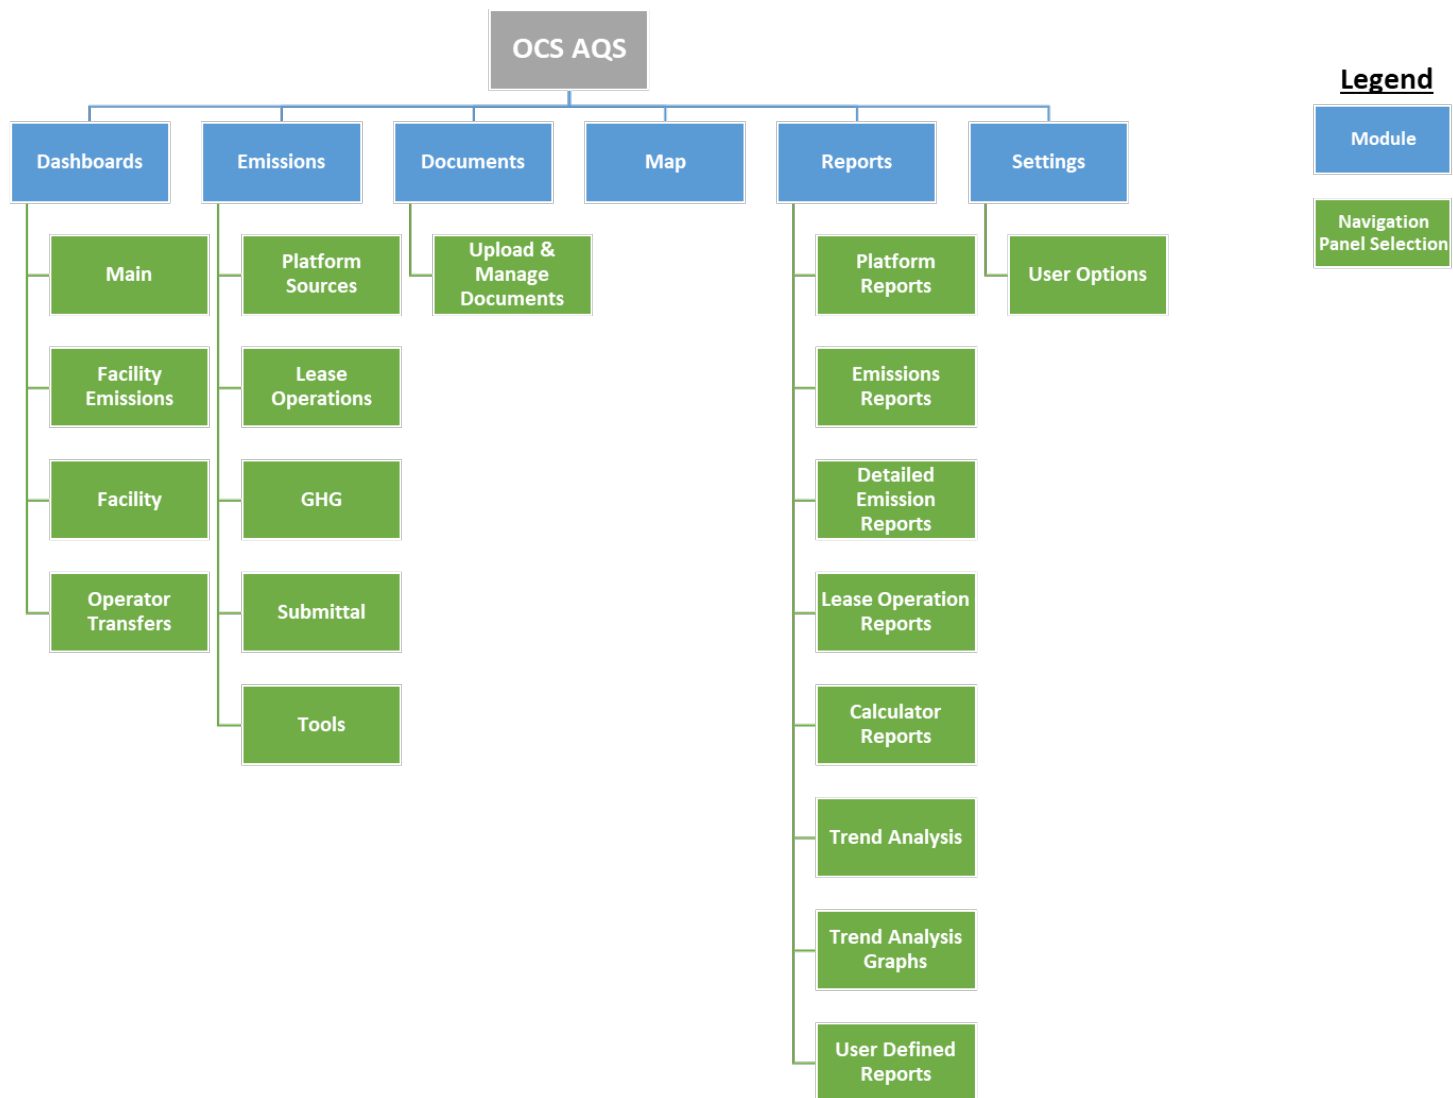 OCS AQS
Legend
Module
Navigation
Panel Selection
Dashboards
Emissions
Documents
Map
Reports
Settings
Main
Facility
Emissions
Facility
Operator
Transfers
Platform
Sources
Lease
Operations
GHG
Submittal
Tools
Upload &
Manage
Documents
Platform
Reports
Emissions
Reports
Detailed
Emission
Reports
Lease Operation
Reports
Calculator
Reports
Trend Analysis
Trend Analysis
Graphs
User Defined
Reports
User Options